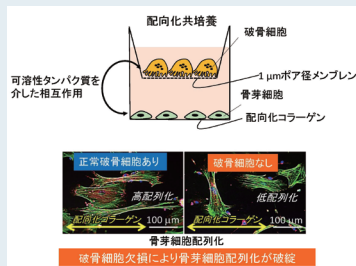 配向化共培養
破骨細胞
可溶性タンパク質を
介した相互作用
1 μmポア径メンブレン
骨芽細胞
配向化コラーゲン
正常破骨細胞あり
破骨細胞なし
高配列化
低配列化
配向化コラーゲン
100 μm
配向化コラーゲン
100 μm
骨芽細胞配列化
破骨細胞欠損により骨芽細胞配列化が破綻